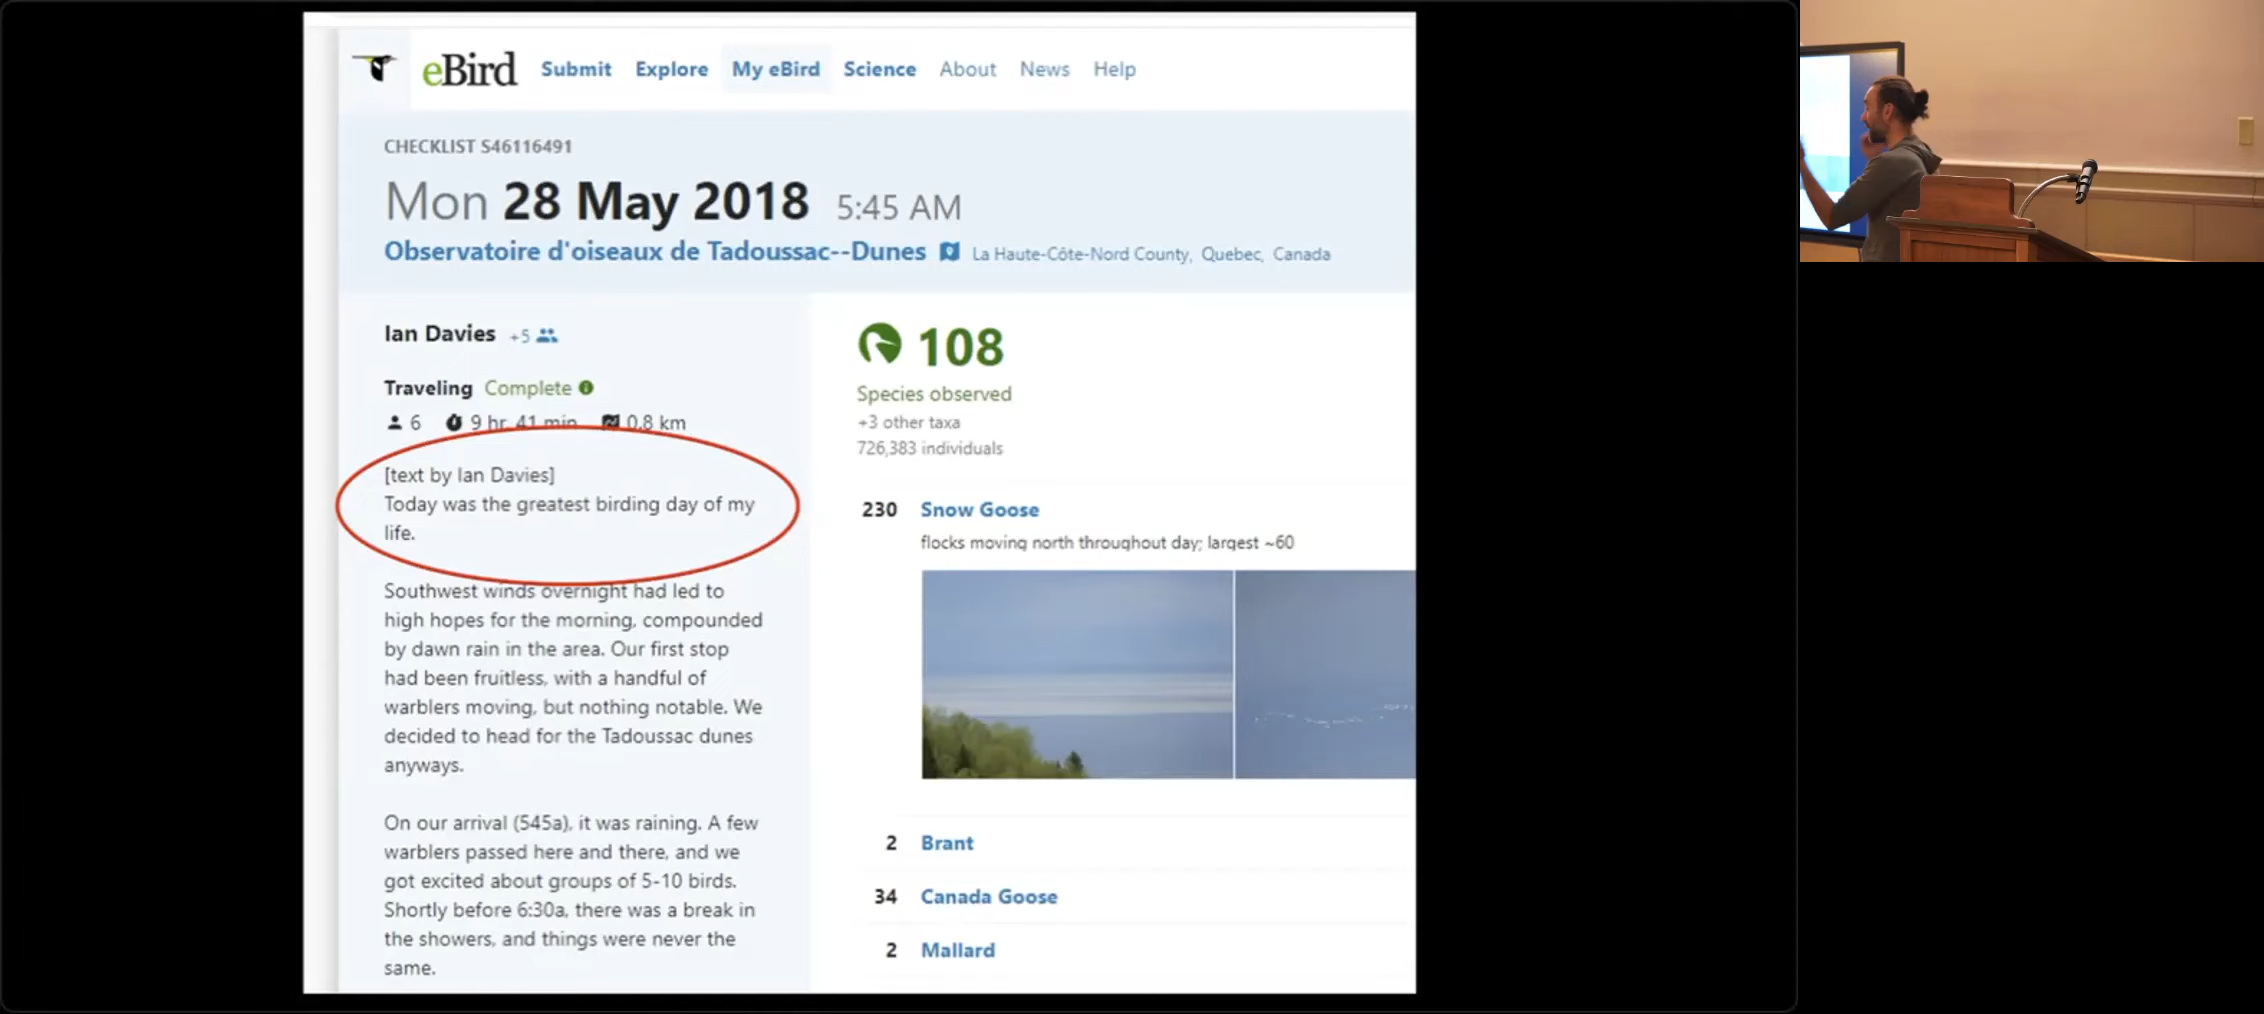 eBird Submit Explore My eBird Science About News Help
CHECKLIST S46116491
Mon 28 May 2018 5:45 AM
Observatoire d'oiseaux de Tadoussac--Dunes La Haute-Côte-Nord County, Quebec, Canada
Ian Davies +5
Traveling Complete
6 9 hr, 41 min 0.8 km
[text by Ian Davies]
Today was the greatest birding day of my
life.
Southwest winds overnight had led to
high hopes for the morning, compounded
by dawn rain in the area. Our first stop
had been fruitless, with a handful of
warblers moving, but nothing notable. We
decided to head for the Tadoussac dunes
anyways.
On our arrival (545a), it was raining. A few
warblers passed here and there, and we
got excited about groups of 5-10 birds.
Shortly before 6:30a, there was a break in
the showers, and things were never the
same.
108
Species observed
+3 other taxa
726,383 individuals
230 Snow Goose
flocks moving north throughout day; largest ~60
2 Brant
34 Canada Goose
2 Mallard